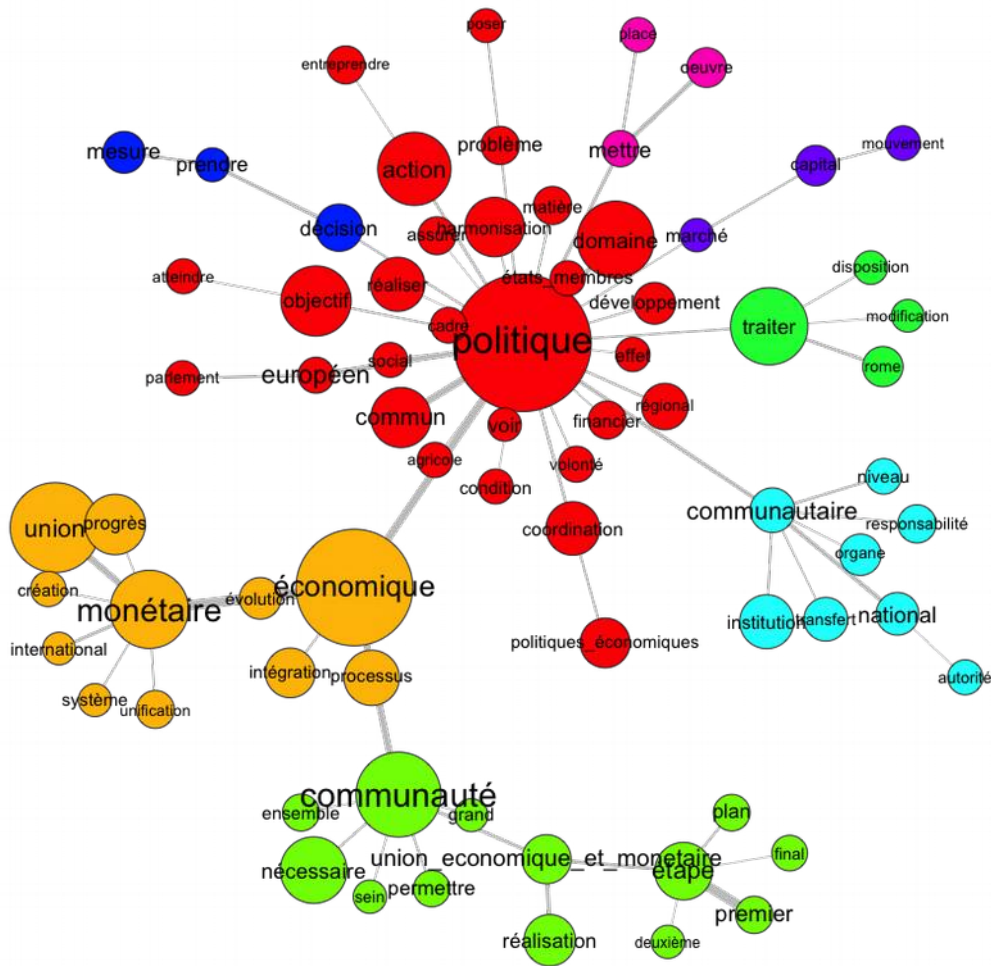 poser
place
entreprendre
oeuvre
mesure
prendre
action
problème
mettre
capital
mouvement
décision
assurer
harmonisation
matière
domaine
marché
atteindre
objectif
réaliser
états_membres
développement
disposition
cadre
politique
traiter
modification
parlement
européen
social
effet
rome
commun
voir
financier
régional
agricole
condition
volonté
niveau
union
progrès
coordination
communautaire
responsabilité
organe
création
monétaire
évolution
économique
institution
transfert
national
international
intégration
processus
politiques_économiques
autorité
système
unification
communauté
ensemble
grand
plan
nécessaire
union_economique_et_monetaire
étape
final
sein
permettre
premier
réalisation
deuxième